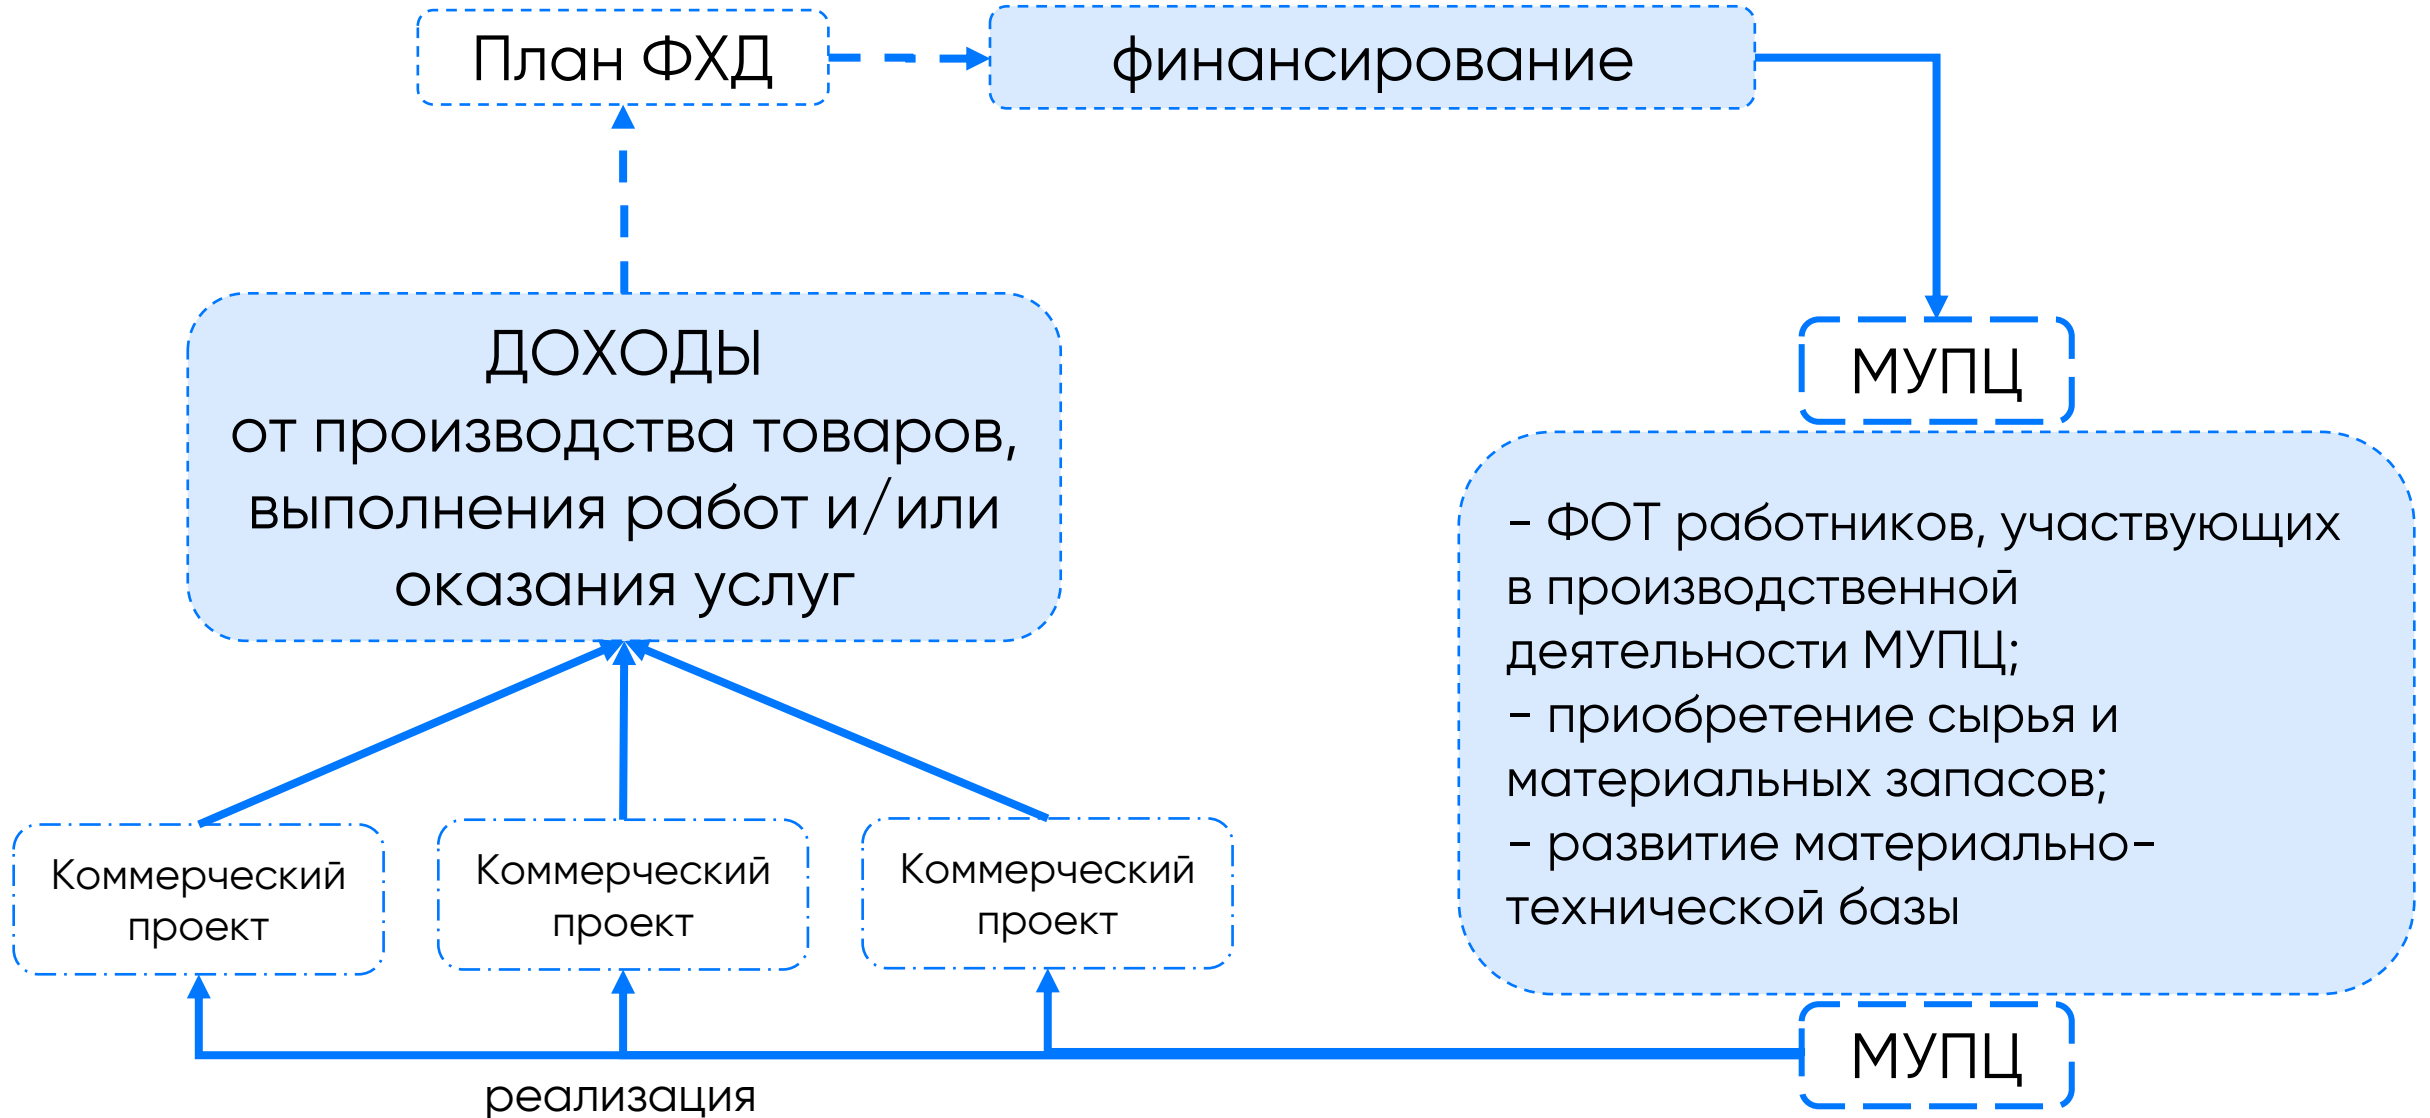 План ФХД
финансирование
ДОХОДЫ
от производства товаров,
выполнения работ и/или
оказания услуг
МУПЦ
- ФОТ работников, участвующих
в производственной
деятельности МУПЦ;
- приобретение сырья и
материальных запасов;
- развитие материально-
технической базы
Коммерческий
проект
Коммерческий
проект
Коммерческий
проект
МУПЦ
реализация